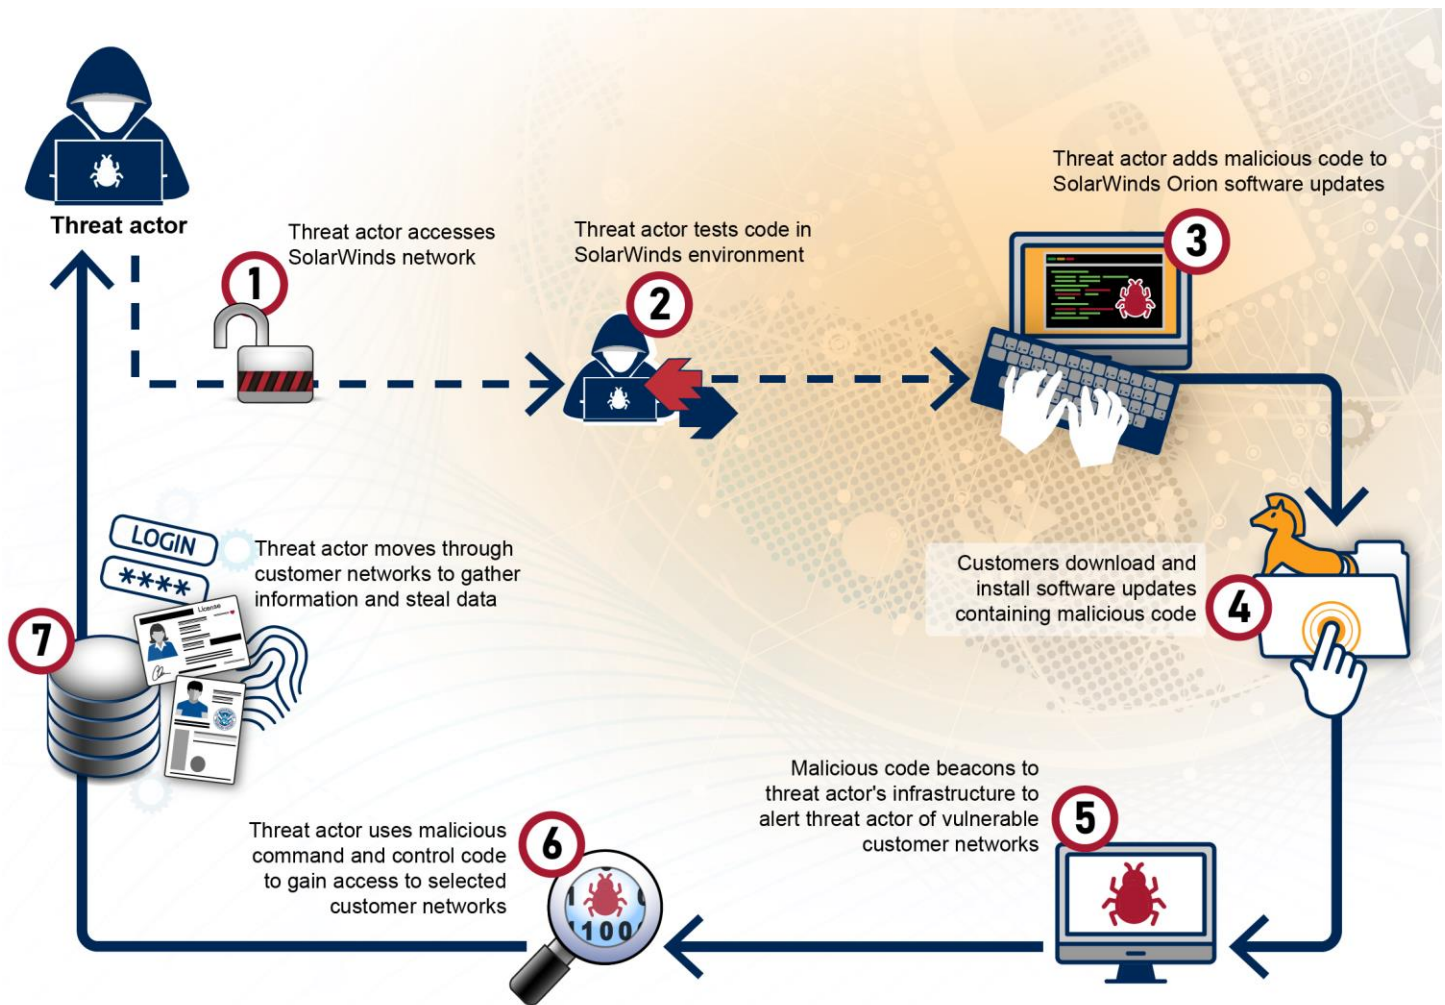 Threat actor
Threat actor accesses
SolarWinds network
1
Threat actor tests code in
SolarWinds environment
2
Threat actor adds malicious code to
SolarWinds Orion software updates
3
Customers download and
install software updates
containing malicious code
4
Malicious code beacons to
threat actor's infrastructure to
alert threat actor of vulnerable
customer networks
5
Threat actor uses malicious
command and control code
to gain access to selected
customer networks
6
1100
LOGIN
****
License
Threat actor moves through
customer networks to gather
information and steal data
7